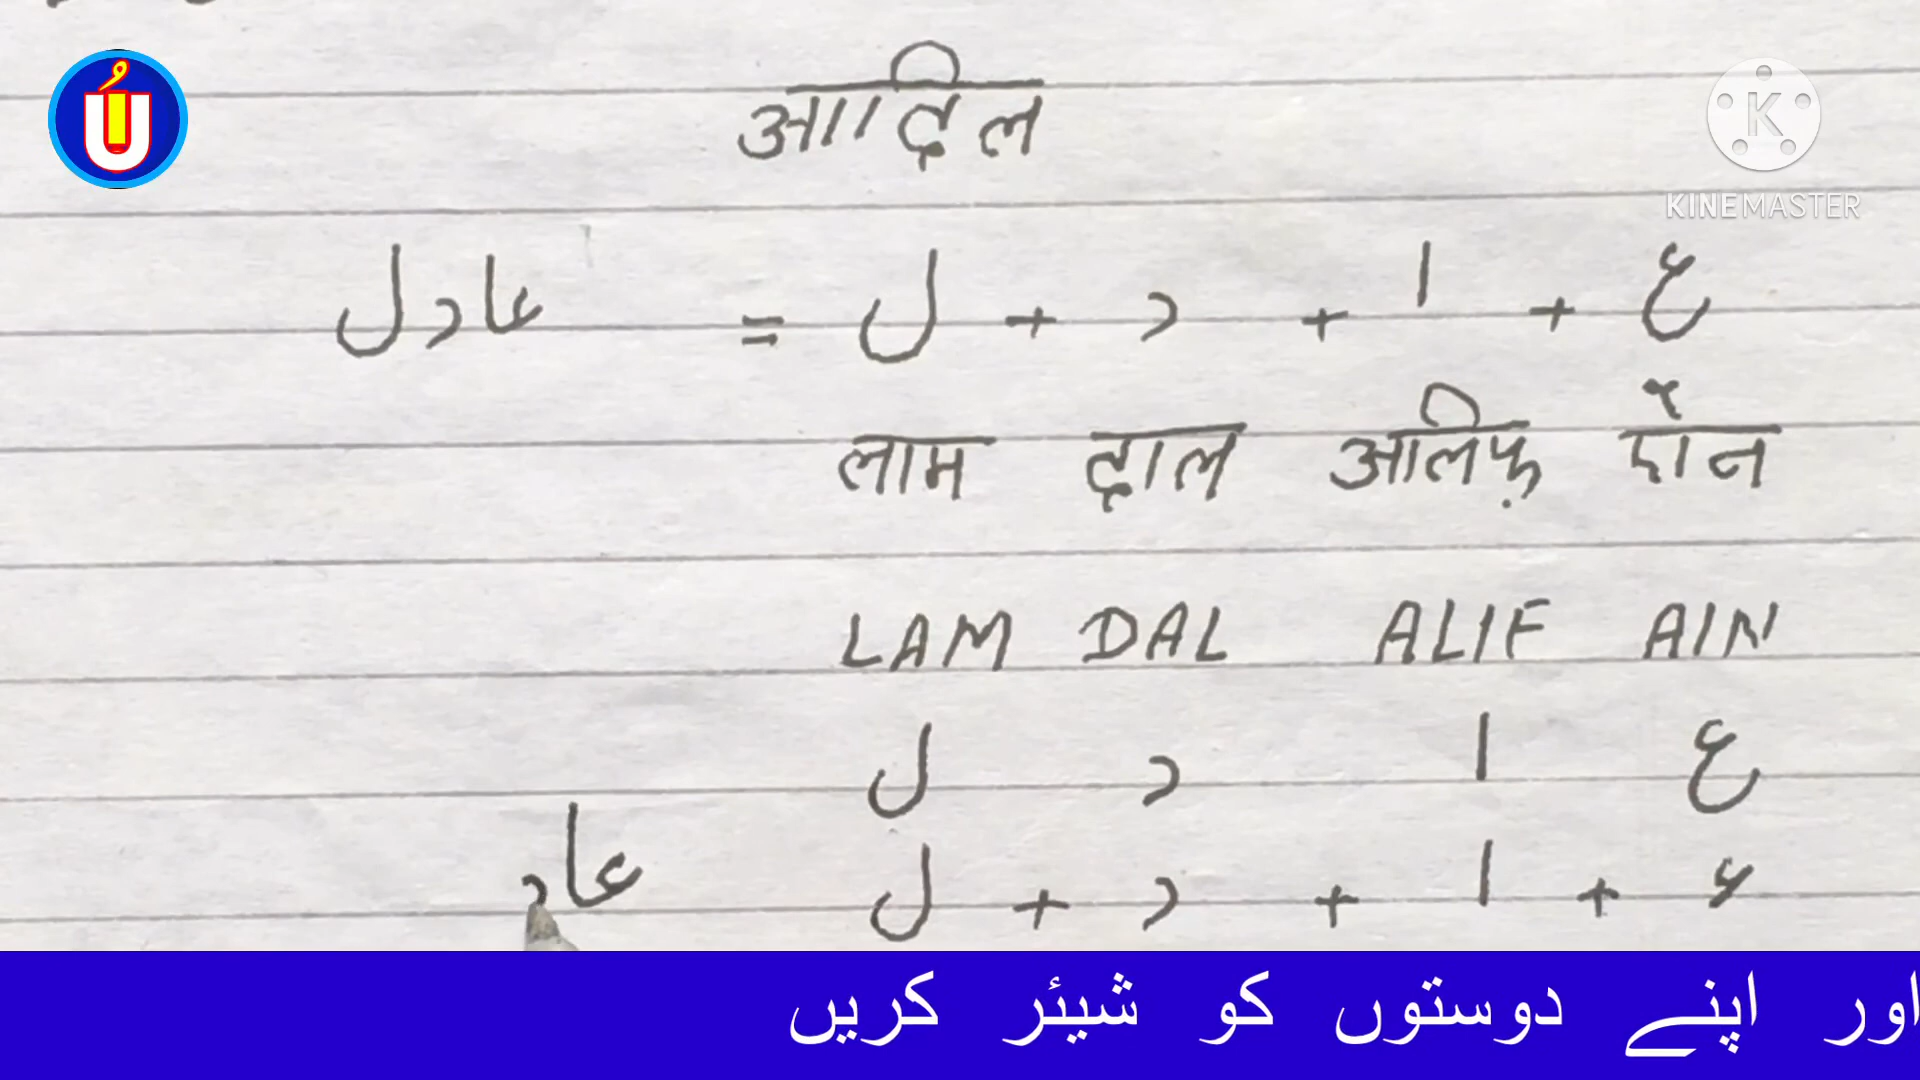 आदिल
ع + ا + د + ل = عادل
लाम दाल अलिफ़ ऐन
LAM DAL ALIF AIN
ع ا د ل
ع + ا + د + ل عاد
اور اپنے دوستوں کو شیئر کریں
KINEMASTER